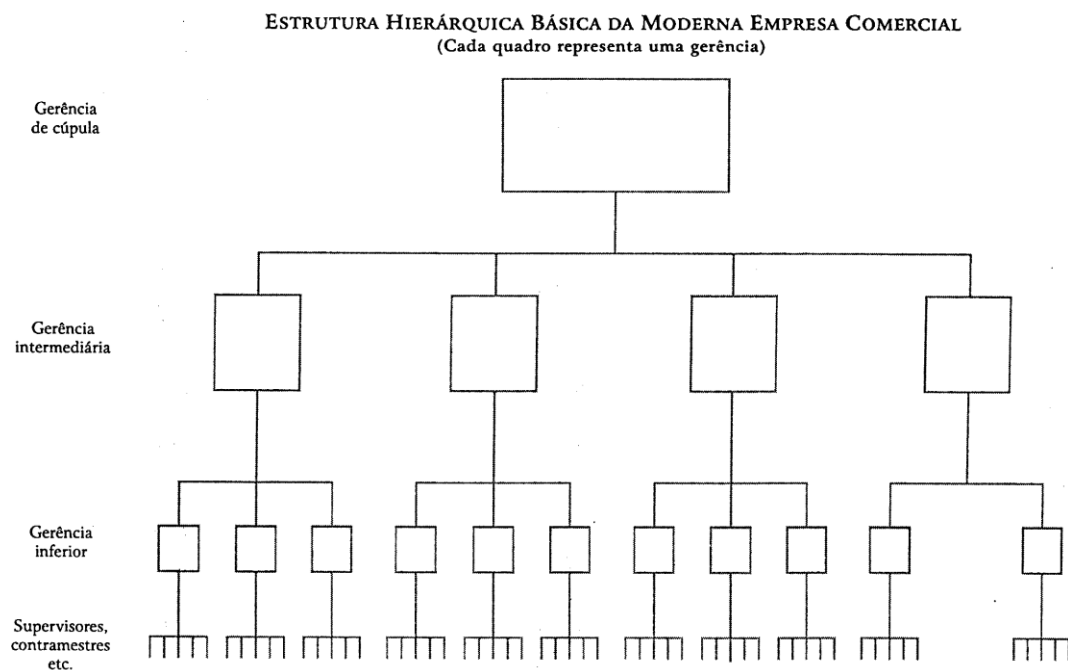 ESTRUTURA HIERÁRQUICA BÁSICA DA MODERNA EMPRESA COMERCIAL
(Cada quadro representa uma gerência)
Gerência
de cúpula
Gerência
intermediária
Gerência
inferior
Supervisores,
contramestres
etc.